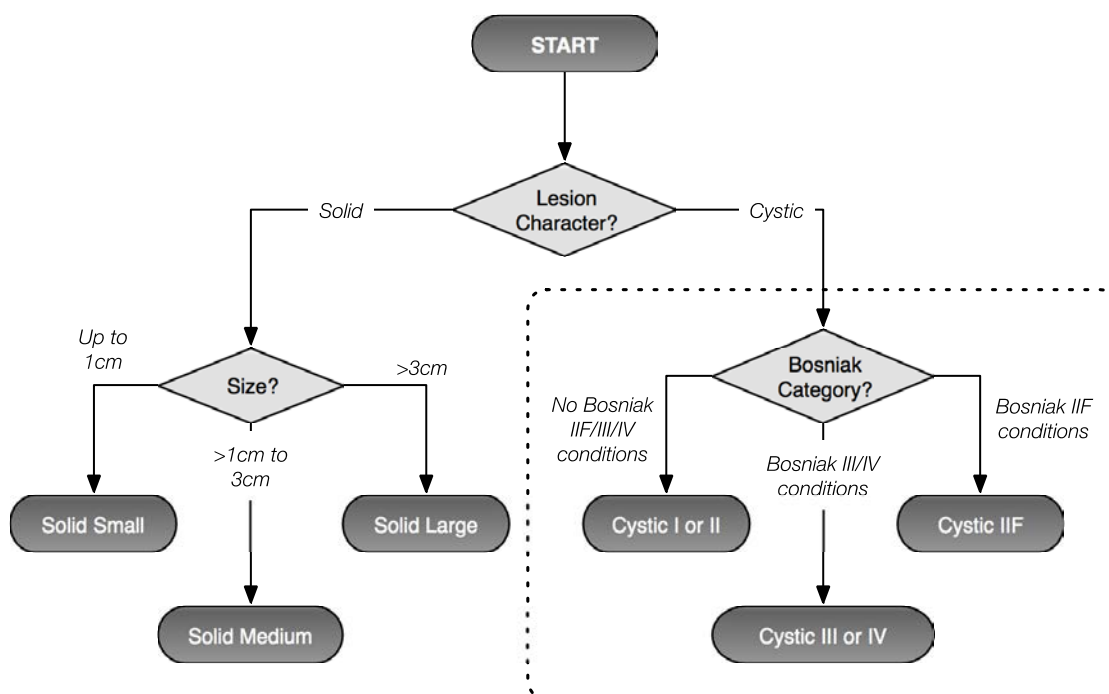 START
Lesion
Character?
Solid
Cystic
Up to
1cm
Size?
>3cm
>1cm to
3cm
Solid Small
Solid Large
Solid Medium
Bosniak
Category?
No Bosniak
IIF/III/IV
conditions
Bosniak III/IV
conditions
Bosniak IIF
conditions
Cystic I or II
Cystic IIF
Cystic III or IV